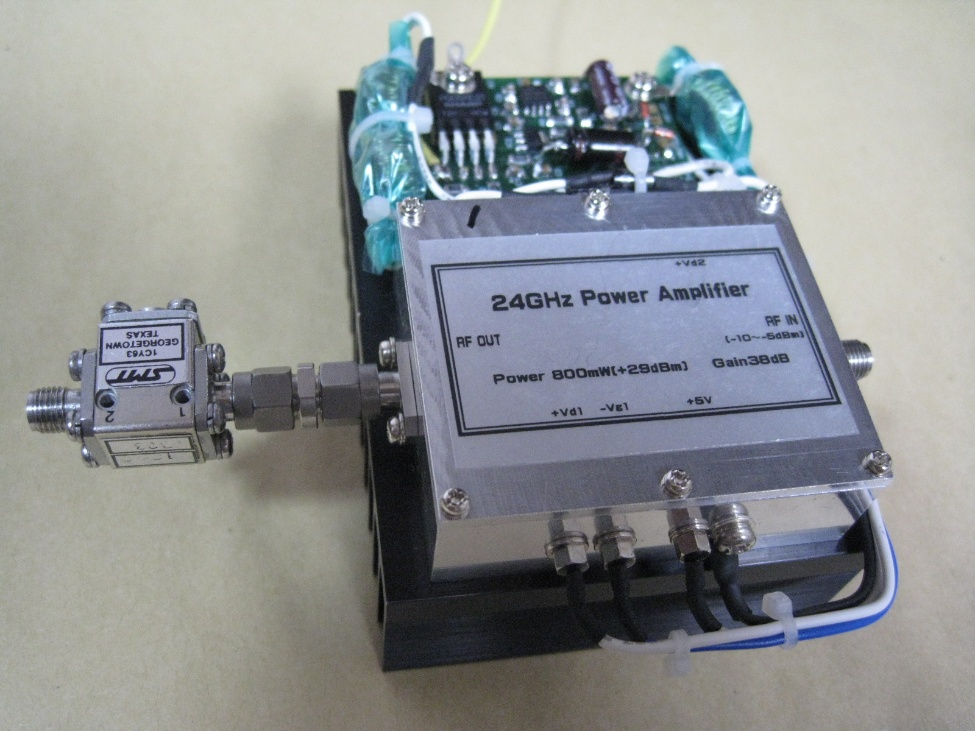 +Vd2
24GHz Power Amplifier
RF OUT
RF IN
(-10~-5dBm)
Power 800mW(+29dBm)
Gain38dB
+Vd1
-Vg1
+5V
SMT
GEORGETOWN
TEXAS
1CY63
1
2